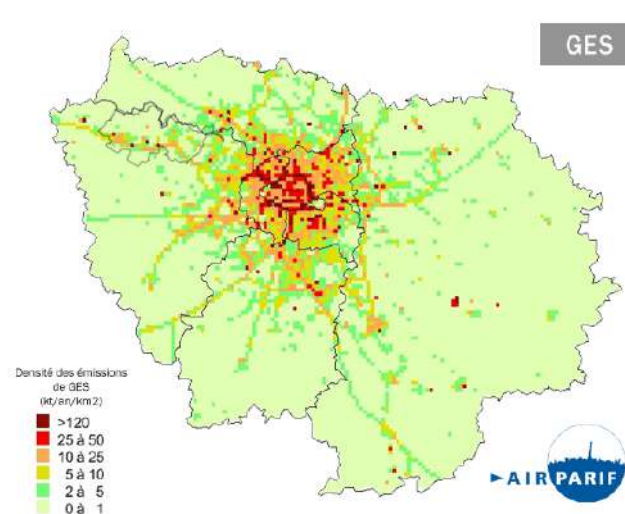 GES
Densité des émissions
de GES
(kt/an/km2)
>120
25 à 50
10 à 25
5 à 10
2 à 5
0 à 1
AIRPARIF